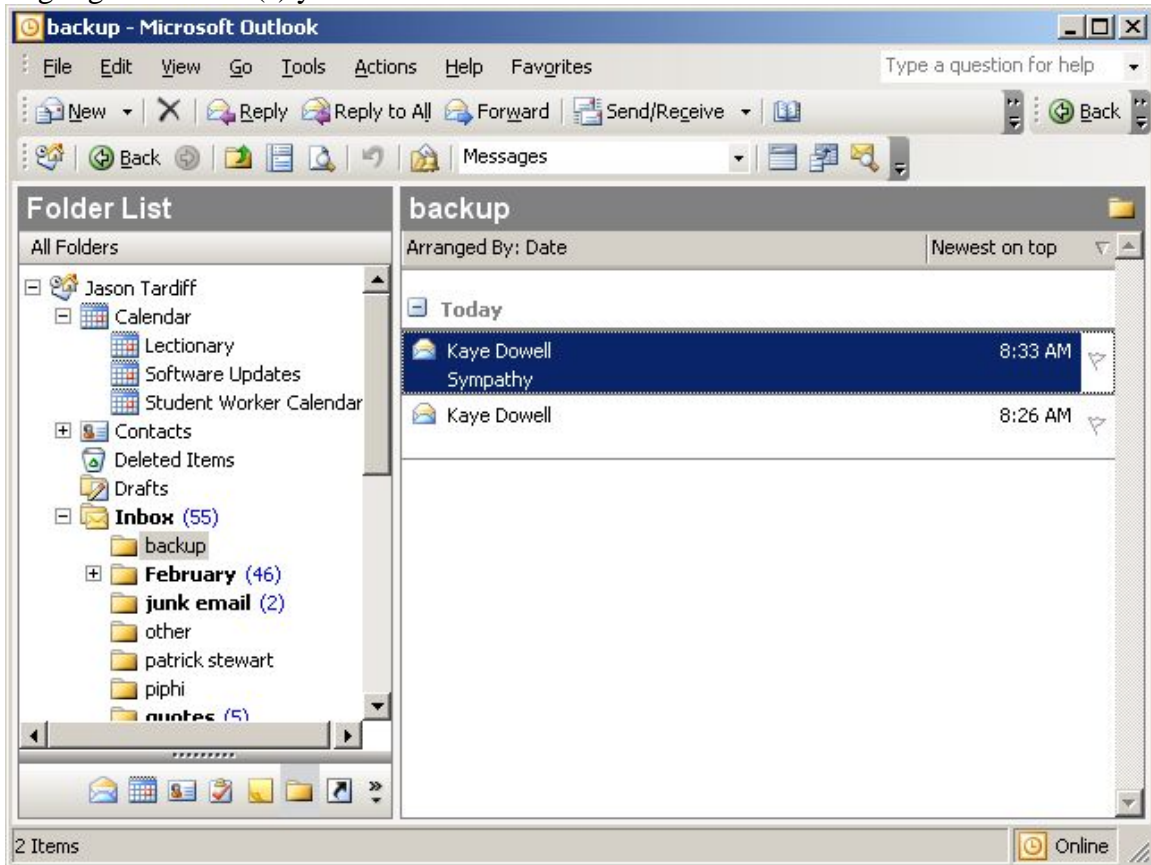 backup - Microsoft Outlook
File Edit View Go Tools Actions Help Favorites Type a question for help
New Reply Reply to All Forward Send/Receive Back
Back Messages
Folder List
All Folders
Jason Tardiff
Calendar
Lectionary
Software Updates
Student Worker Calendar
Contacts
Deleted Items
Drafts
Inbox (55)
backup
February (46)
junk email (2)
other
patrick stewart
piphi
quotes (5)
backup
Arranged By: Date Newest on top
Today
Kaye Dowell 8:33 AM
Sympathy
Kaye Dowell 8:26 AM
2 Items Online